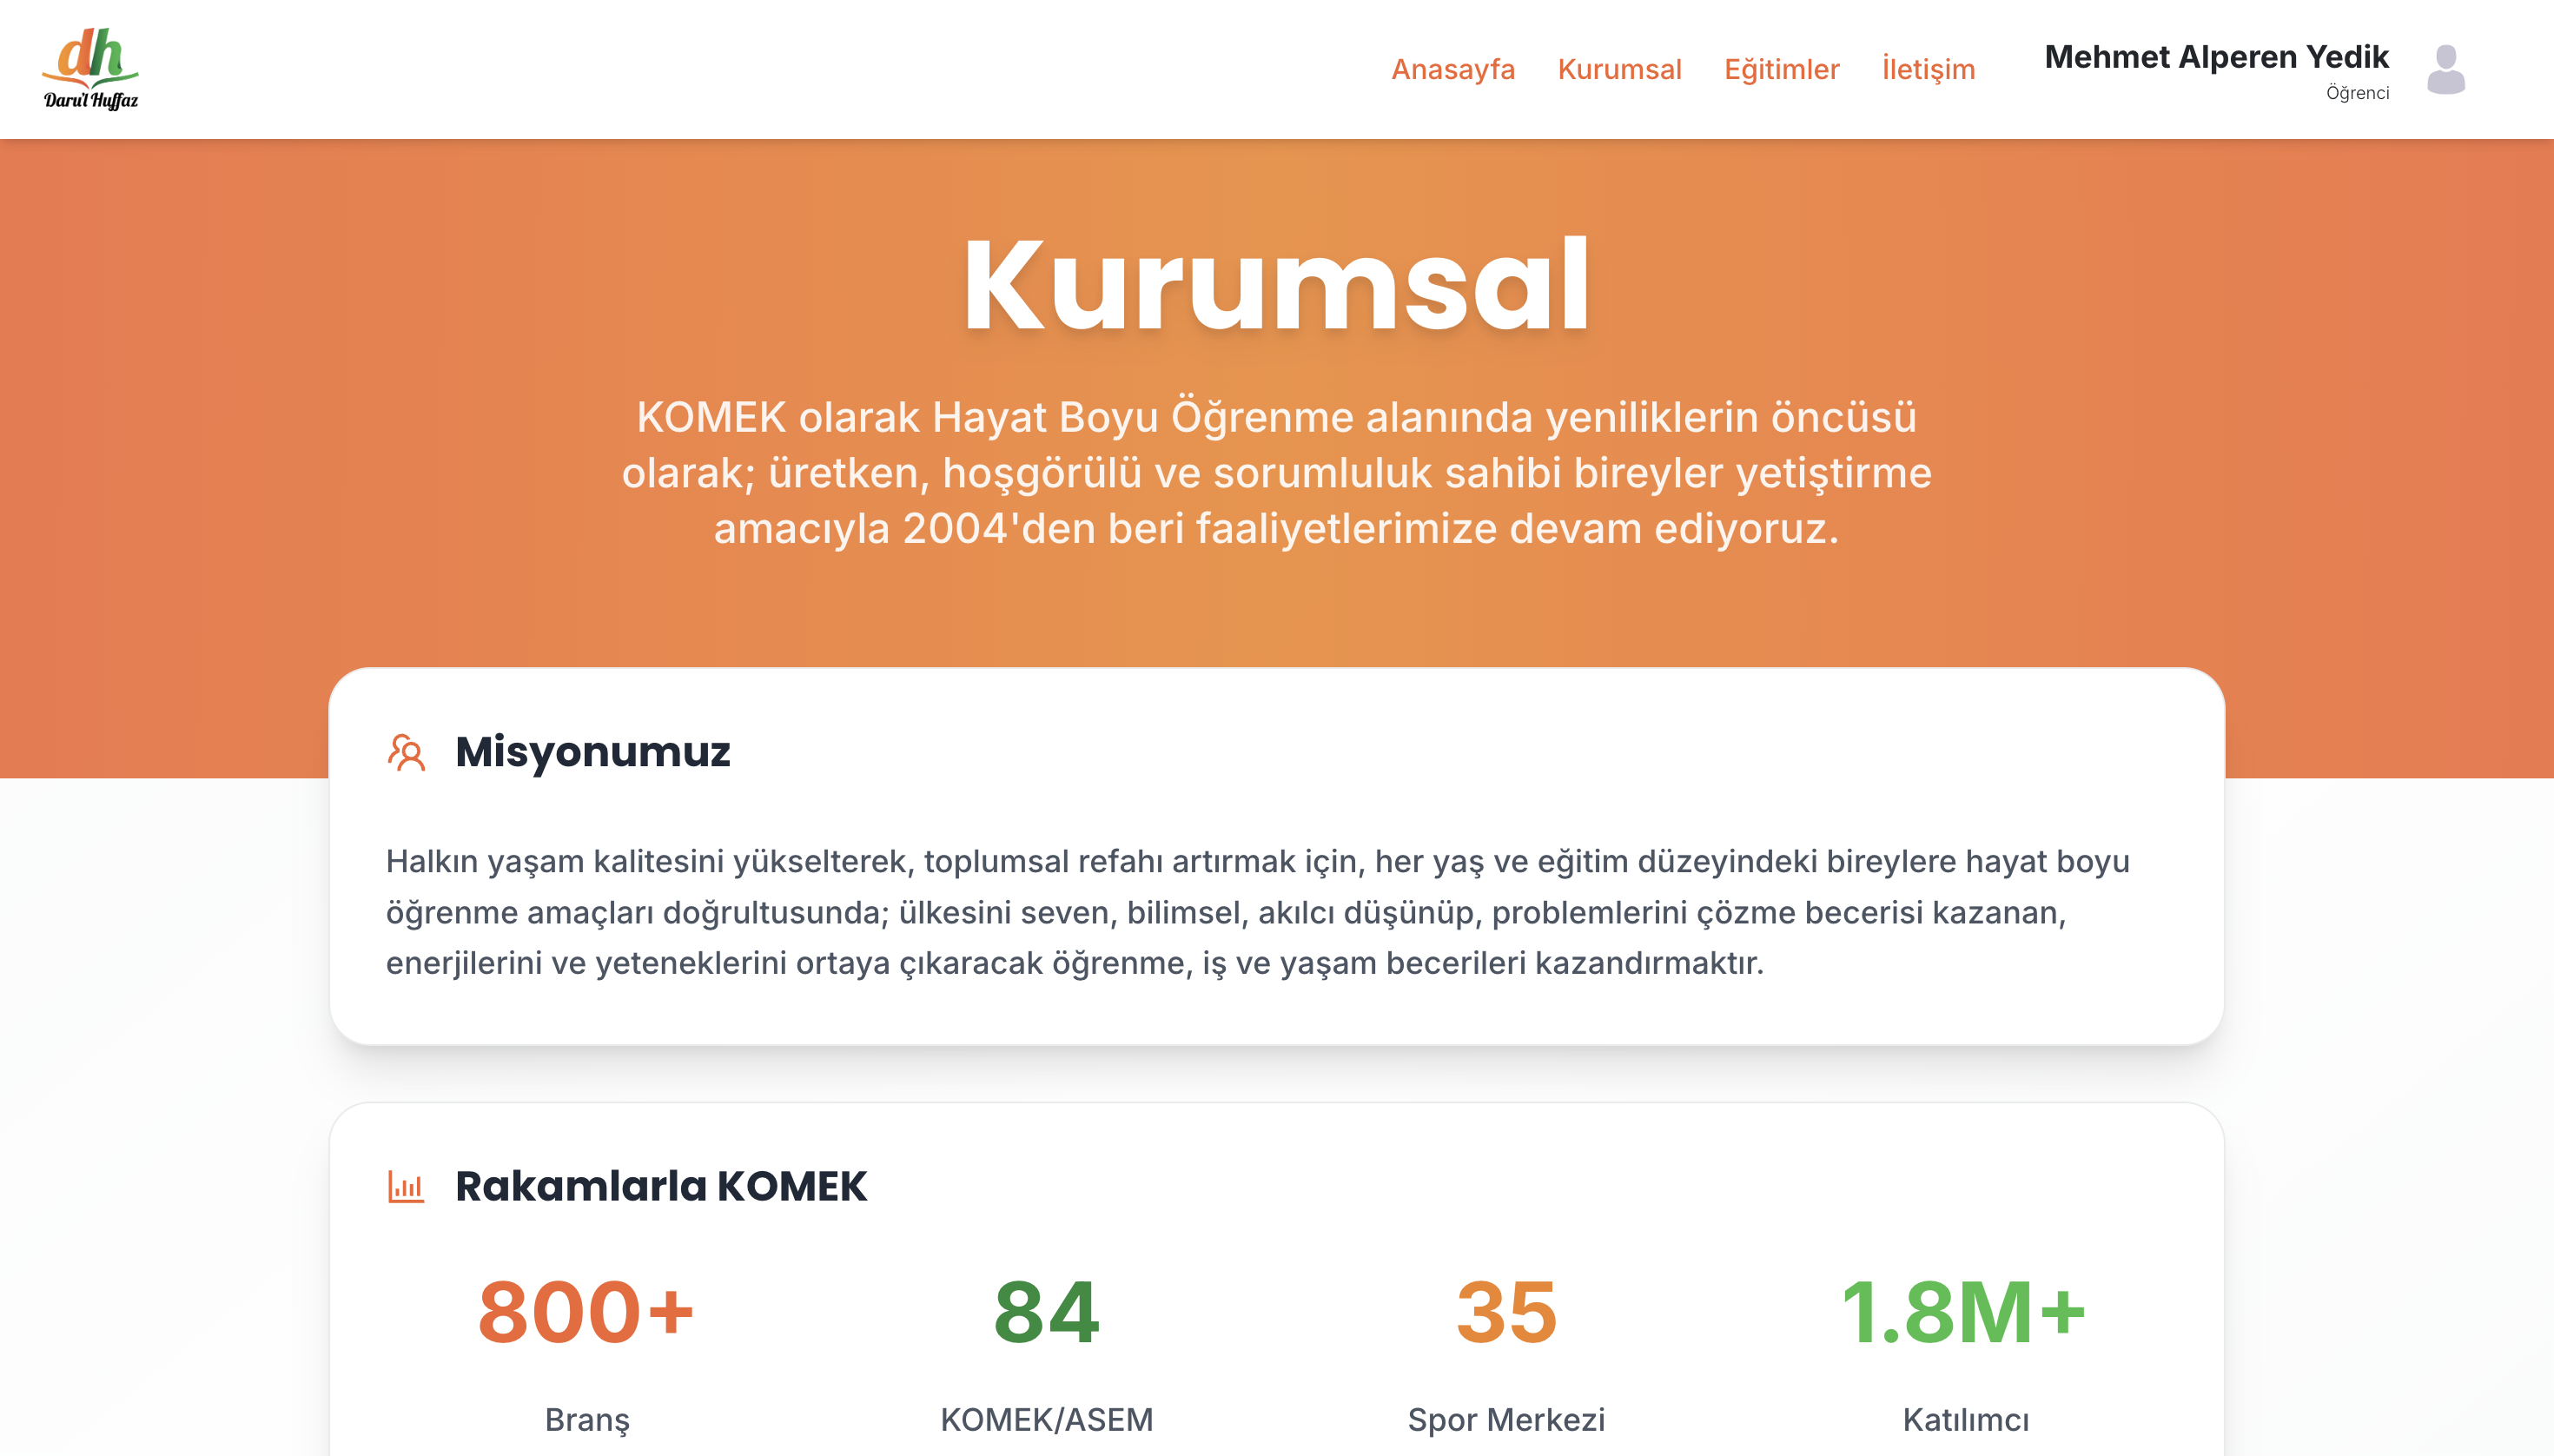 dh
Daru'l Huffaz
Anasayfa
Kurumsal
Eğitimler
İletişim
Mehmet Alperen Yedik
Öğrenci
Kurumsal
KOMEK olarak Hayat Boyu Öğrenme alanında yeniliklerin öncüsü
olarak; üretken, hoşgörülü ve sorumluluk sahibi bireyler yetiştirme
amacıyla 2004'den beri faaliyetlerimize devam ediyoruz.
Misyonumuz
Halkın yaşam kalitesini yükselterek, toplumsal refahı artırmak için, her yaş ve eğitim düzeyindeki bireylere hayat boyu
öğrenme amaçları doğrultusunda; ülkesini seven, bilimsel, akılcı düşünüp, problemlerini çözme becerisi kazanan,
enerjilerini ve yeteneklerini ortaya çıkaracak öğrenme, iş ve yaşam becerileri kazandırmaktır.
Rakamlarla KOMEK
800+
Branş
84
KOMEK/ASEM
35
Spor Merkezi
1.8M+
Katılımcı